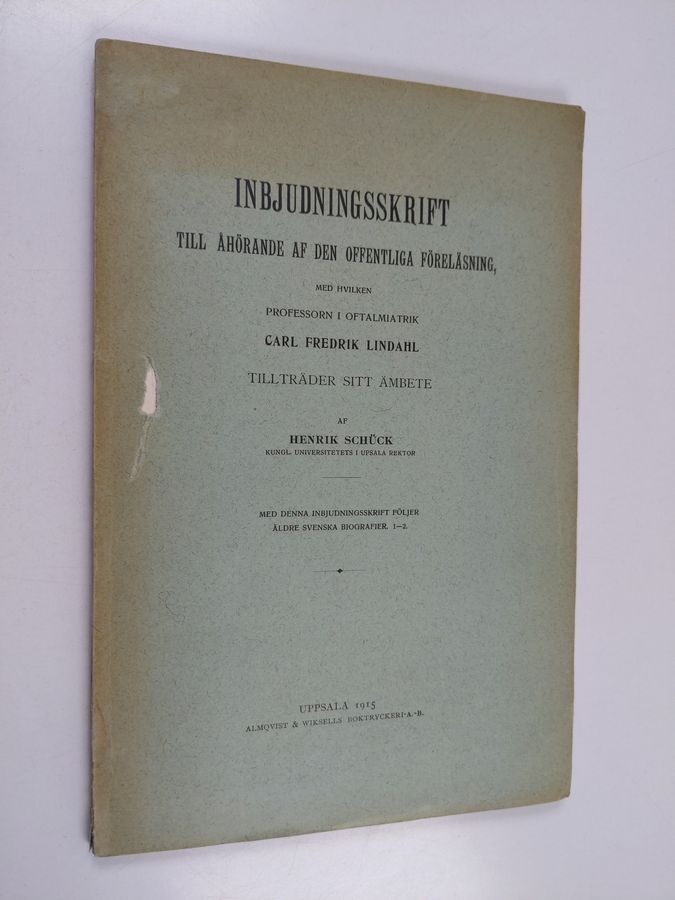 INBJUDNINGSSKRIFT
TILL ÅHÖRANDE AF DEN OFFENTLIGA FÖRELÄSNING,
MED HVILKEN
PROFESSORN I OFTALMIATRIK
CARL FREDRIK LINDAHL
TILLTRÄDER SITT ÄMBETE
AF
HENRIK SCHÜCK
KUNGL. UNIVERSITETETS I UPSALA REKTOR
MED DENNA INBJUDNINGSSKRIFT FÖLJER
ÄLDRE SVENSKA BIOGRAFIER. 1—2.
UPPSALA 1915
ALMQVIST & WIKSELLS BOKTRYCKERI-A.-B.